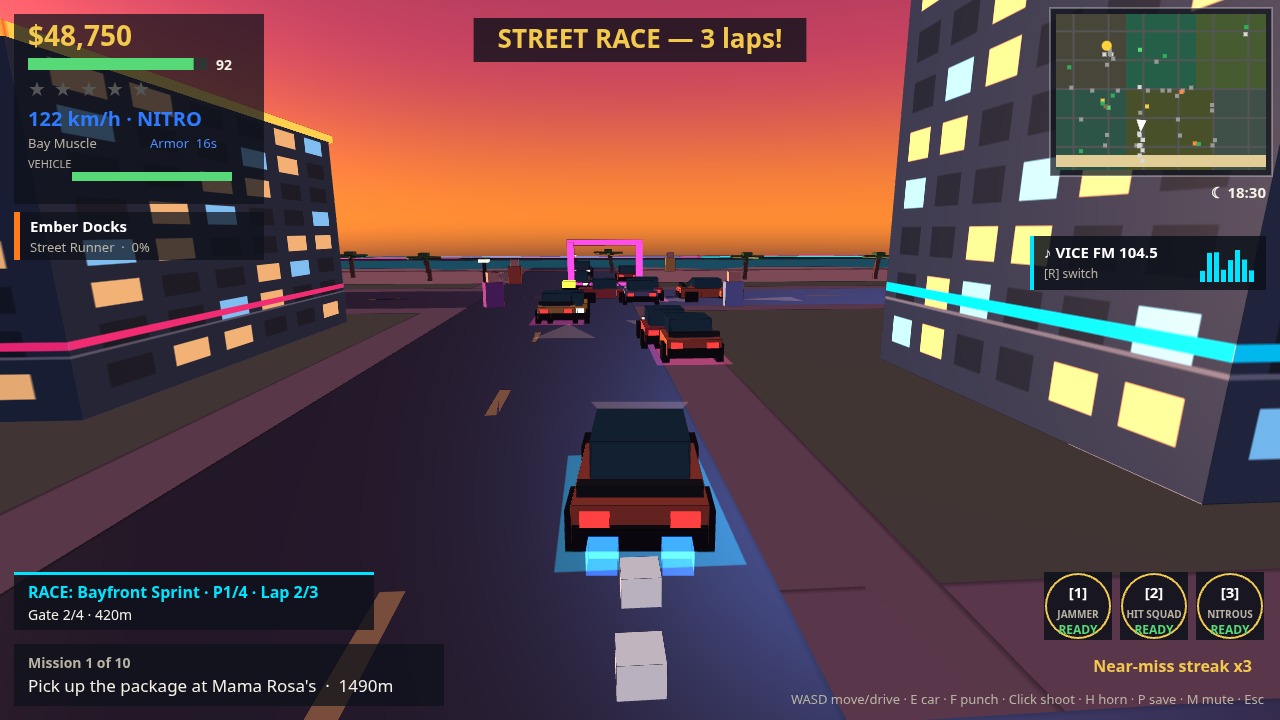 $48,750
92
★ ★ ★ ★ ★
122 km/h · NITRO
Bay Muscle Armor 16s
VEHICLE
Ember Docks
Street Runner · 0%
STREET RACE — 3 laps!
☾ 18:30
♪ VICE FM 104.5
[R] switch
RACE: Bayfront Sprint · P1/4 · Lap 2/3
Gate 2/4 · 420m
Mission 1 of 10
Pick up the package at Mama Rosa's · 1490m
[1] [2] [3]
JAMMER HIT SQUAD NITROUS
READY READY READY
Near-miss streak x3
WASD move/drive · E car · F punch · Click shoot · H horn · P save · M mute · Esc